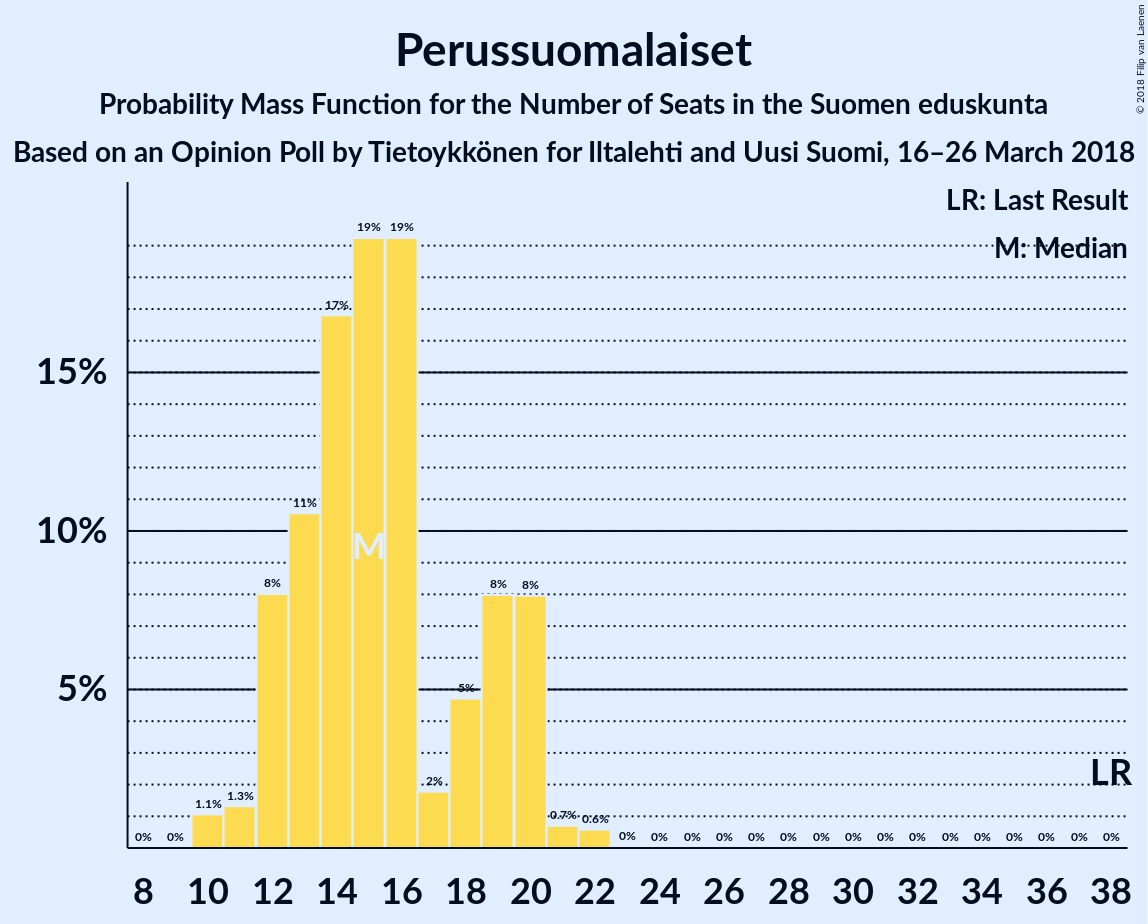 Perussuomalaiset
Probability Mass Function for the Number of Seats in the Suomen eduskunta
Based on an Opinion Poll by Tietoykkönen for Iltalehti and Uusi Suomi, 16–26 March 2018
© 2018 Filip van Laenen
LR: Last Result
M: Median
19% 19%
17%
15%
11%
10%
M
8% 8% 8%
5% 5%
LR
2%
1.1% 1.3% 0.7% 0.6%
0% 0% 0% 0% 0% 0% 0% 0% 0% 0% 0% 0% 0% 0% 0% 0% 0% 0%
8 10 12 14 16 18 20 22 24 26 28 30 32 34 36 38